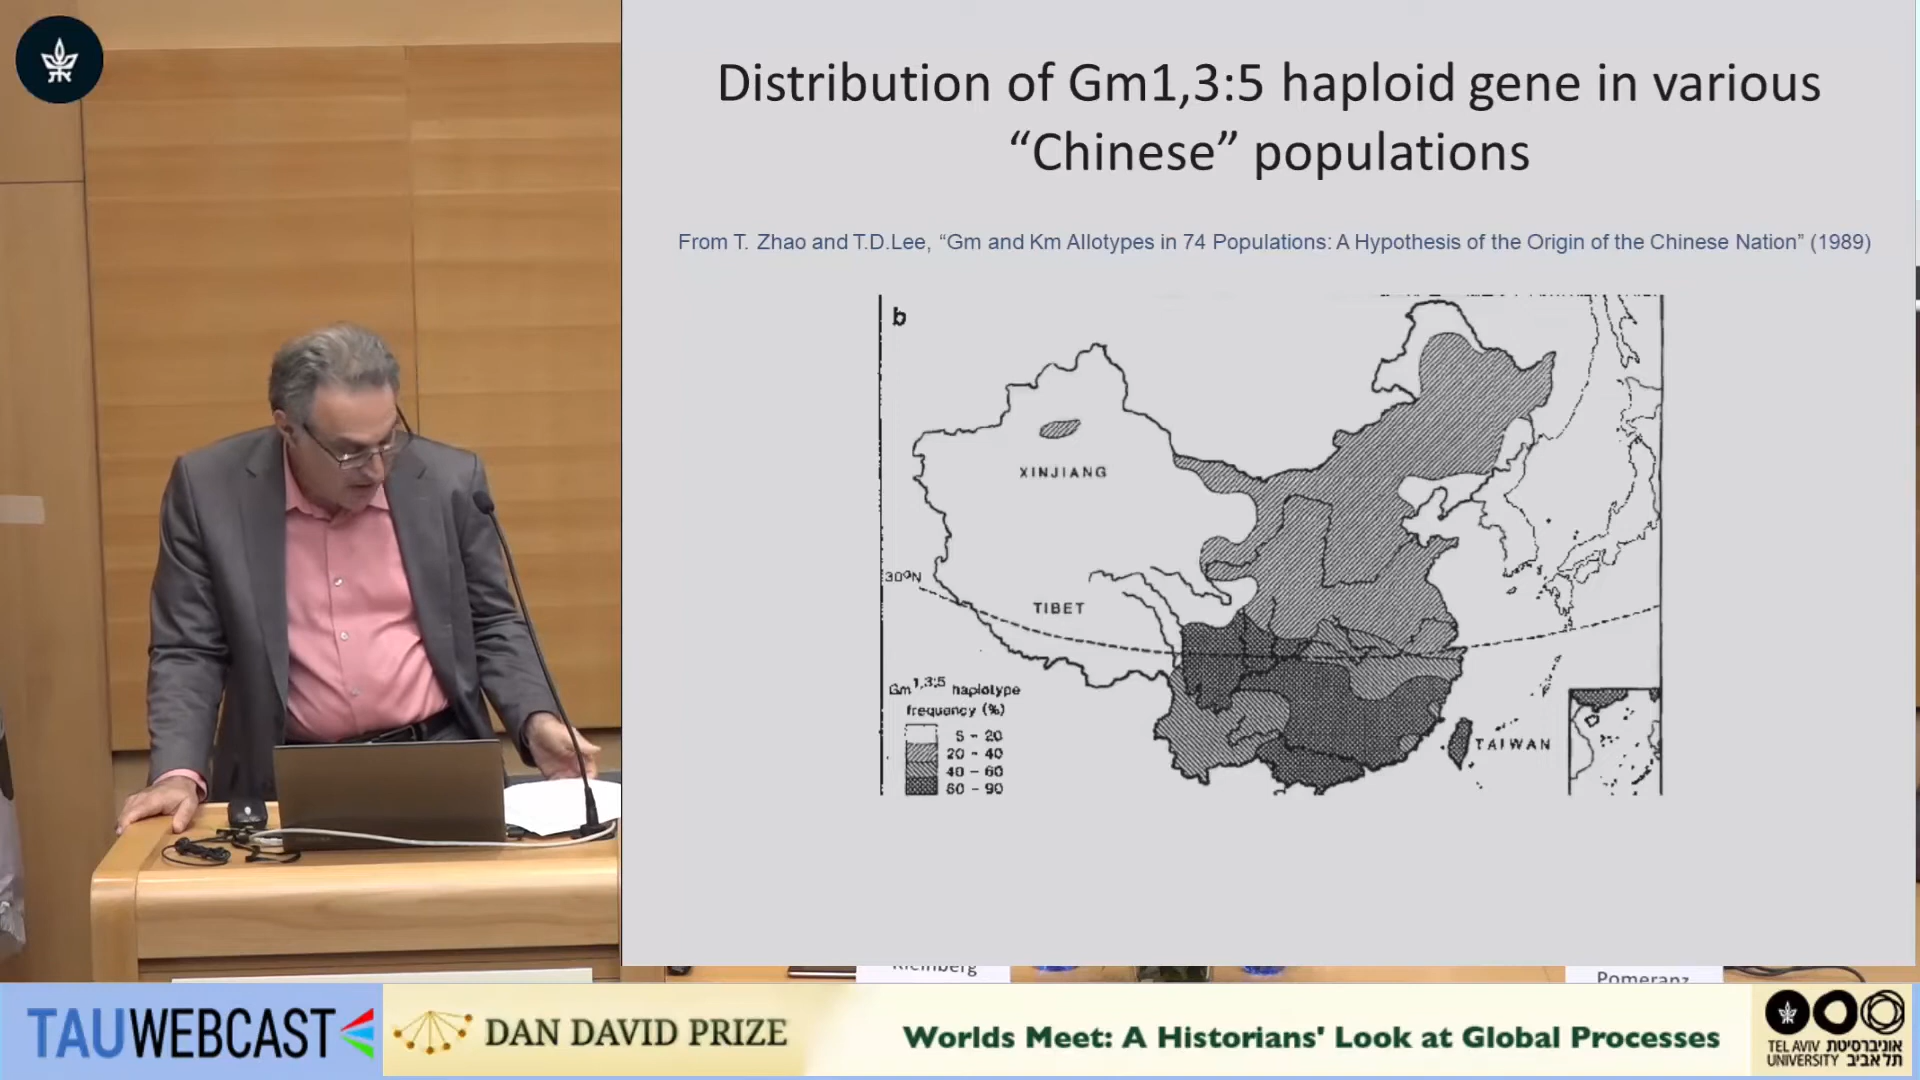 Distribution of Gm1,3:5 haploid gene in various
“Chinese” populations
From T. Zhao and T.D.Lee, “Gm and Km Allotypes in 74 Populations: A Hypothesis of the Origin of the Chinese Nation” (1989)
b
XINJIANG
30°N
TIBET
Gm1,3:5 haplotype
frequency (%)
5 - 20
20 - 40
40 - 60
60 - 90
TAIWAN
Kleinberg
Pomeranz
TAUWEBCAST
DAN DAVID PRIZE
Worlds Meet: A Historians' Look at Global Processes
TEL AVIV אוניברסיטת
UNIVERSITY תל אביב